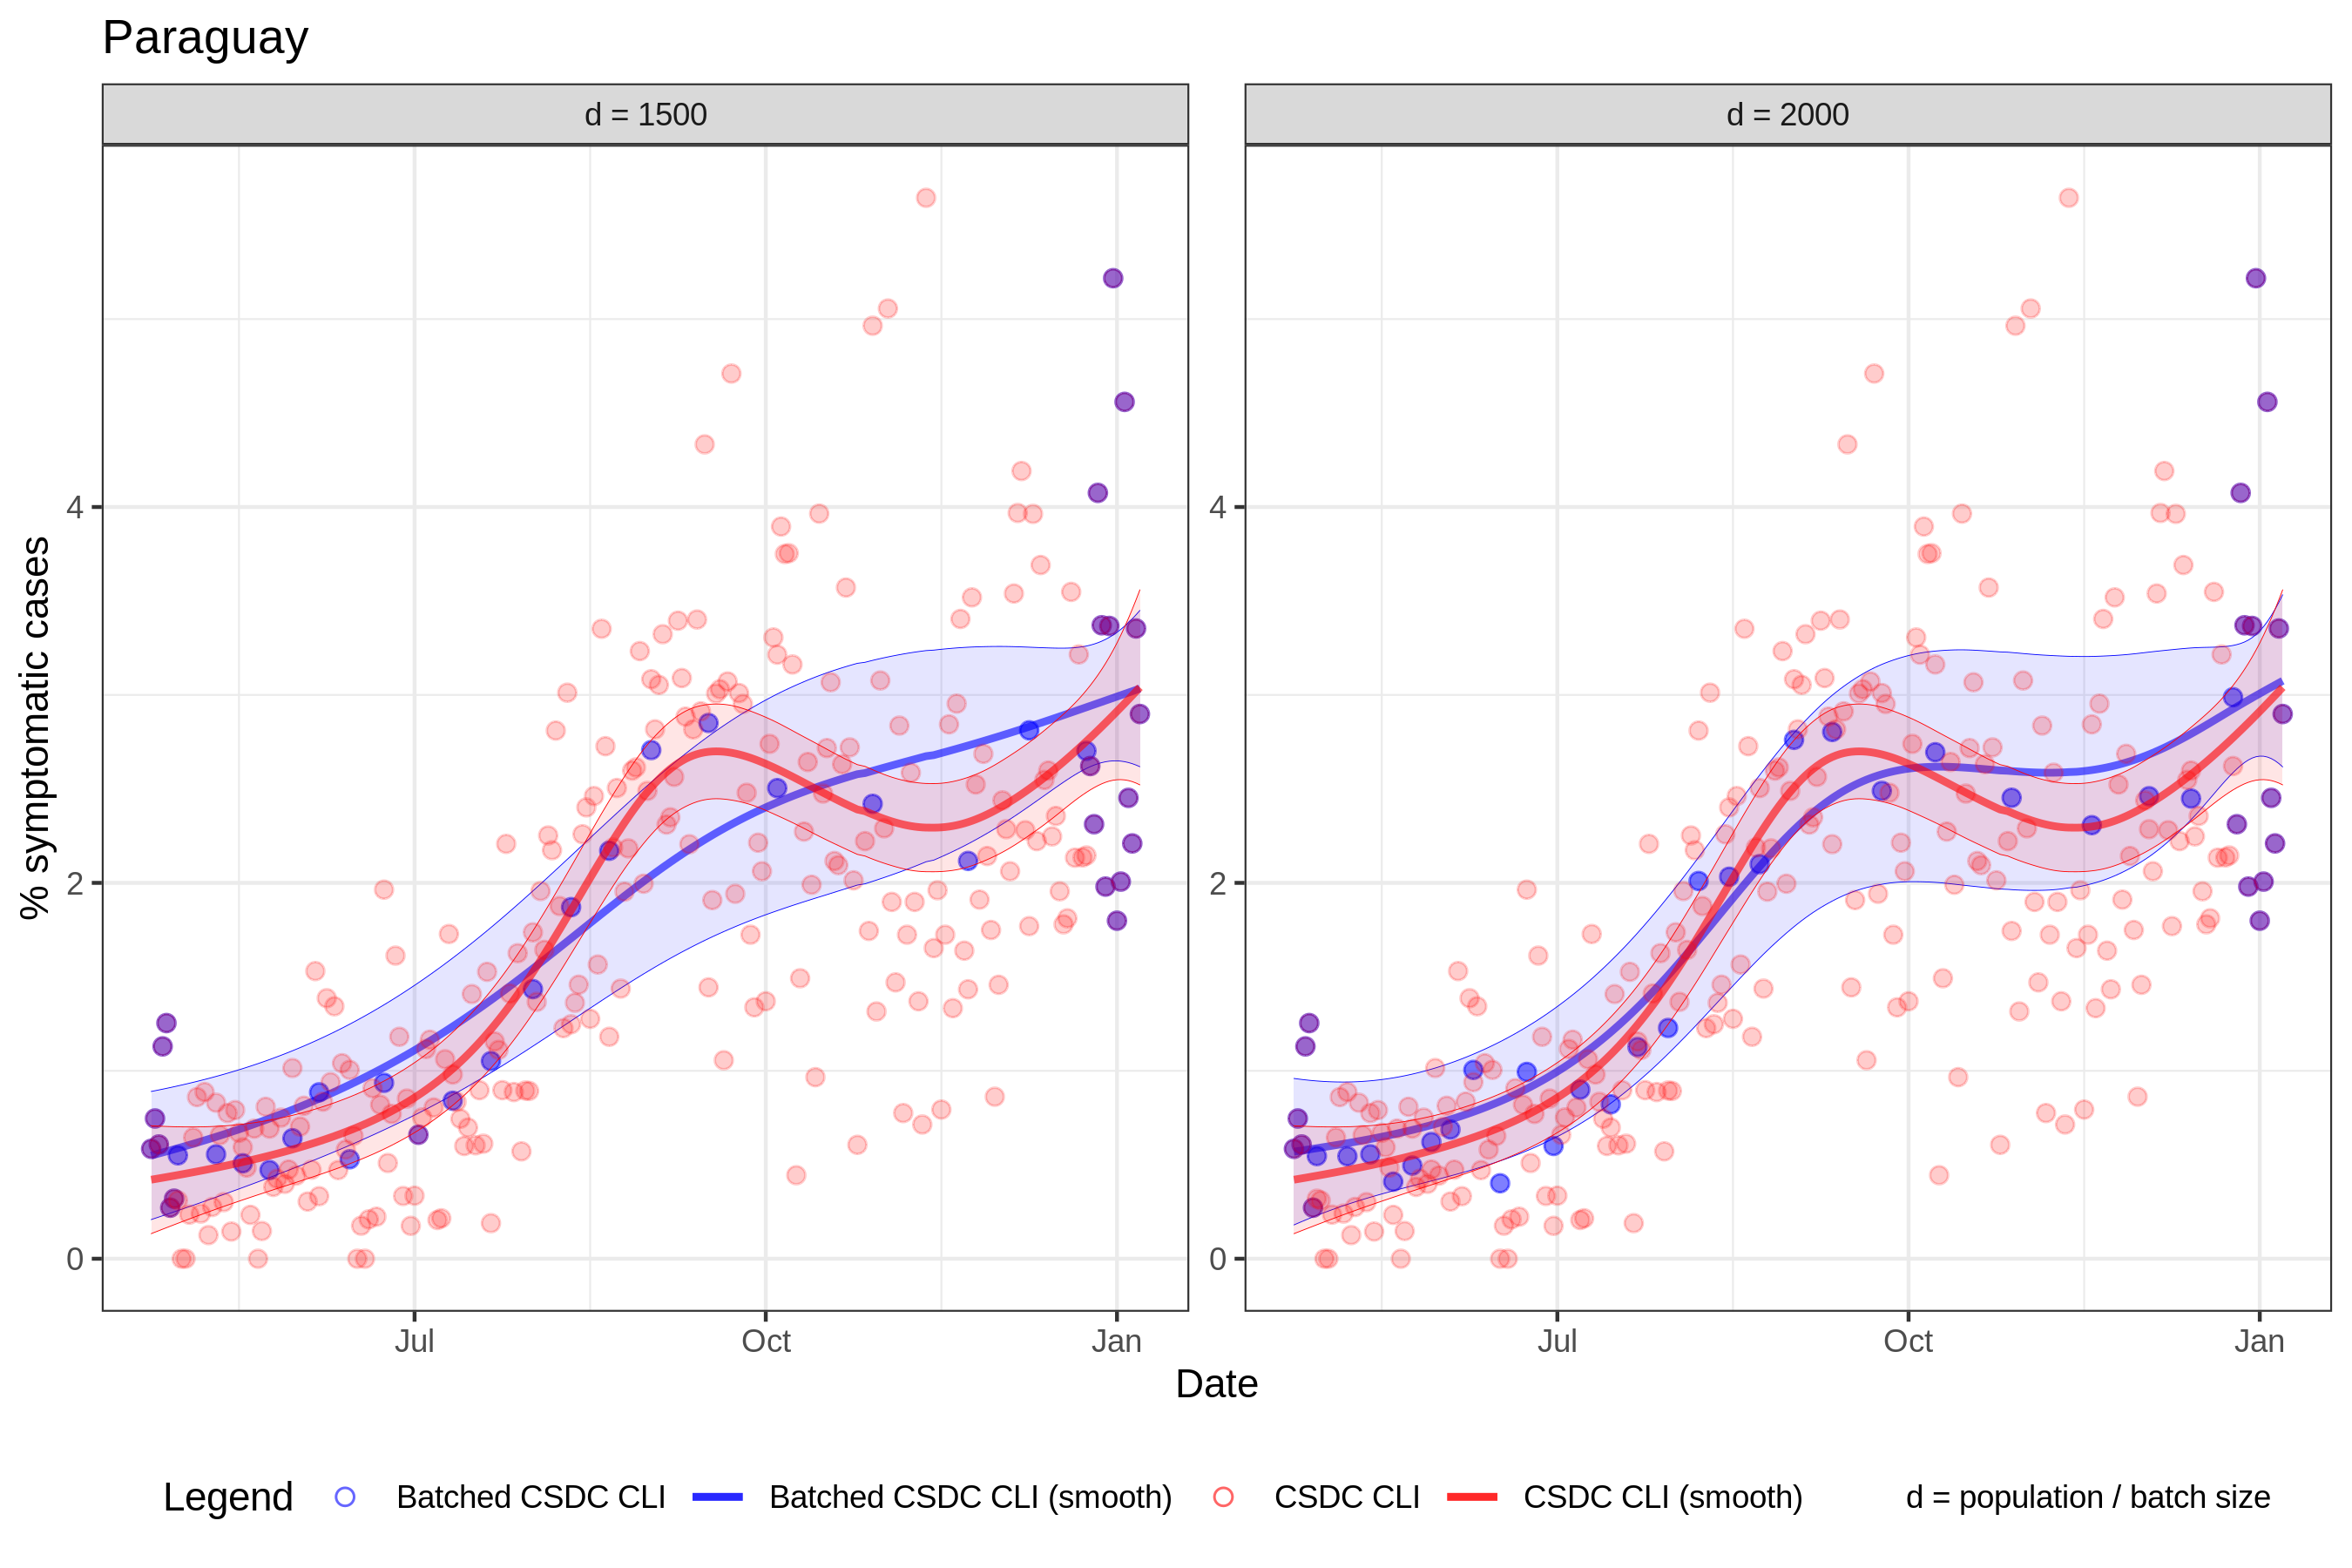 Paraguay
d = 1500
d = 2000
% symptomatic cases
4
2
0
4
2
0
Jul
Oct
Jan
Jul
Oct
Jan
Date
Legend
Batched CSDC CLI
Batched CSDC CLI (smooth)
CSDC CLI
CSDC CLI (smooth)
d = population / batch size